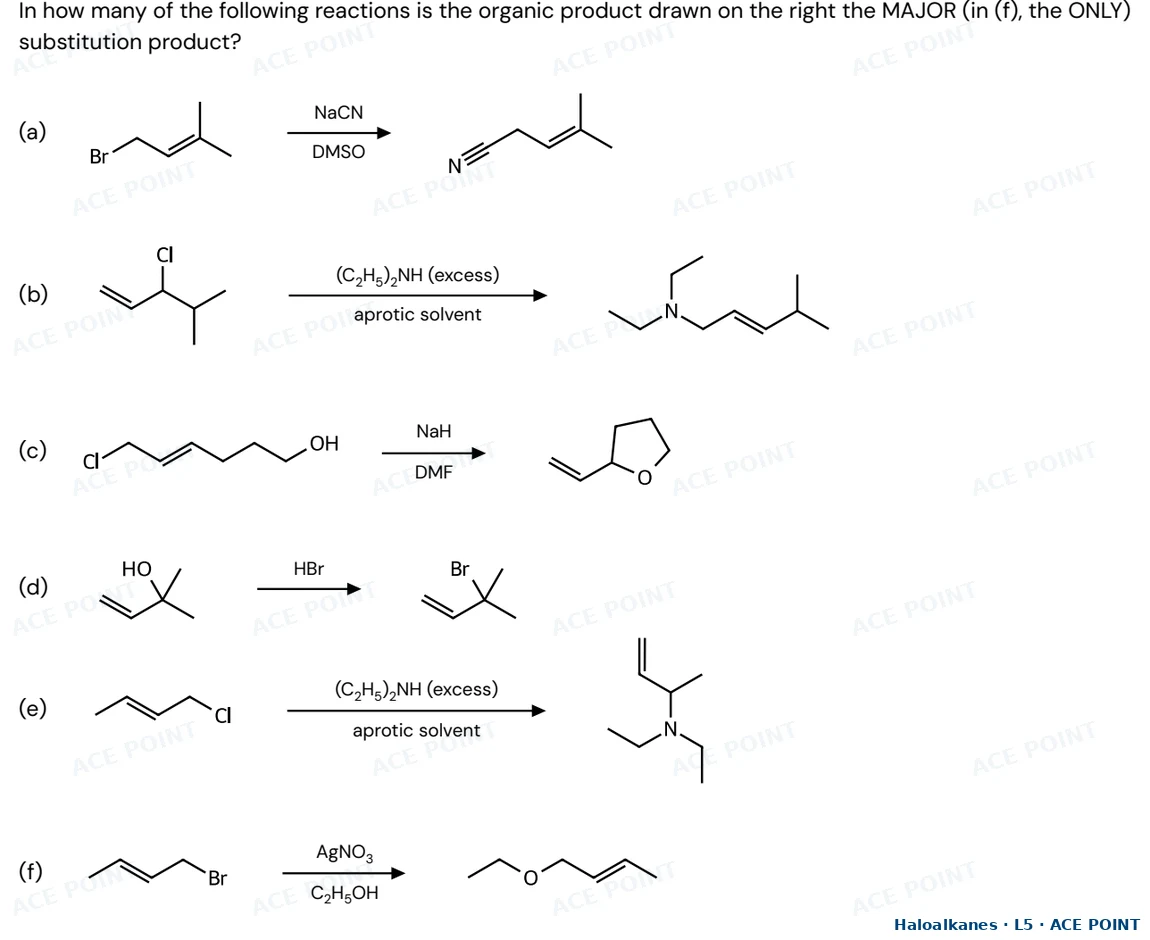 In how many of the following reactions is the organic product drawn on the right the MAJOR (in (f), the ONLY)
substitution product?
(a)
Br
NaCN
DMSO
N
(b)
Cl
(C₂H₅)₂NH (excess)
aprotic solvent
N
(c)
Cl
OH
NaH
DMF
O
(d)
HO
HBr
Br
(e)
Cl
(C₂H₅)₂NH (excess)
aprotic solvent
N
(f)
Br
AgNO₃
C₂H₅OH
O
Haloalkanes · L5 · ACE POINT
ACE POINT